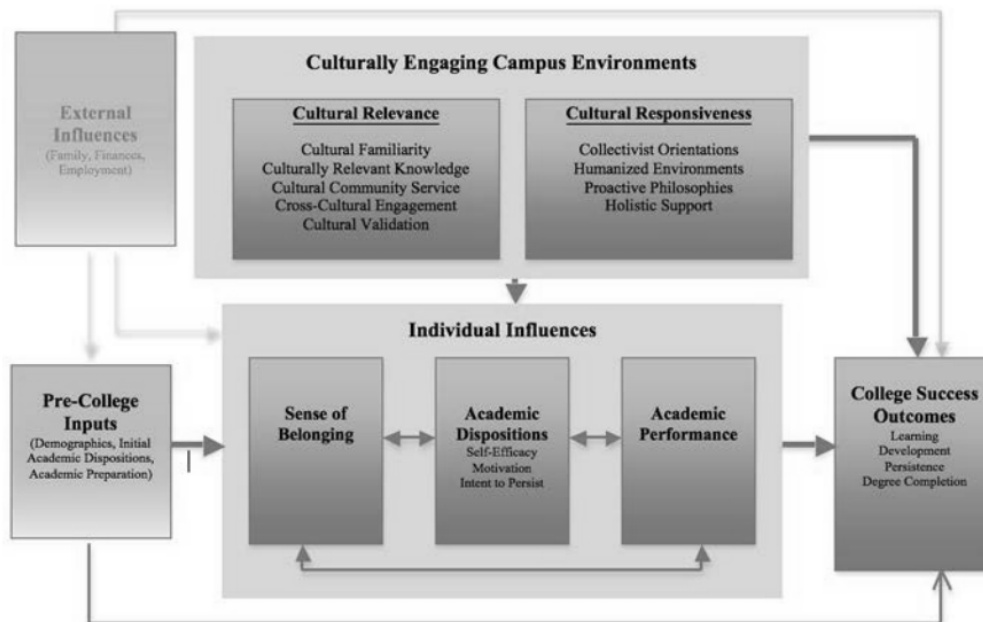 Culturally Engaging Campus Environments
External
Influences
(Family, Finances,
Employment)
Cultural Relevance
Cultural Familiarity
Culturally Relevant Knowledge
Cultural Community Service
Cross-Cultural Engagement
Cultural Validation
Cultural Responsiveness
Collectivist Orientations
Humanized Environments
Proactive Philosophies
Holistic Support
Individual Influences
Pre-College
Inputs
(Demographics, Initial
Academic Dispositions,
Academic Preparation)
Sense of
Belonging
Academic
Dispositions
Self-Efficacy
Motivation
Intent to Persist
Academic
Performance
College Success
Outcomes
Learning
Development
Persistence
Degree Completion